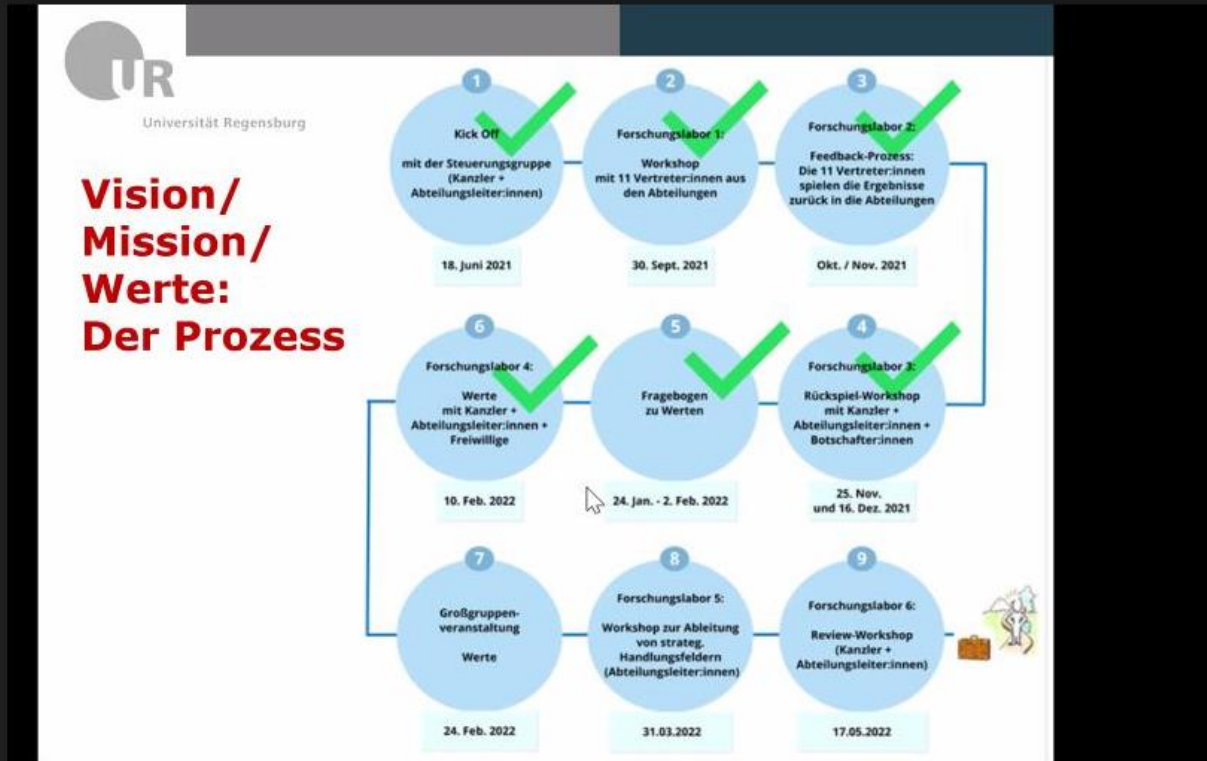 UR
Universität Regensburg
Vision/
Mission/
Werte:
Der Prozess
1
Kick Off
mit der Steuerungsgruppe
(Kanzler +
Abteilungsleiter:innen)
18. Juni 2021
2
Forschungslabor 1:
Workshop
mit 11 Vertreter:innen aus
den Abteilungen
30. Sept. 2021
3
Forschungslabor 2:
Feedback-Prozess:
Die 11 Vertreter:innen
spielen die Ergebnisse
zurück in die Abteilungen
Okt. / Nov. 2021
4
Forschungslabor 3:
Rückspiel-Workshop
mit Kanzler +
Abteilungsleiter:innen +
Botschafter:innen
25. Nov.
und 16. Dez. 2021
5
Fragebogen
zu Werten
24. Jan. - 2. Feb. 2022
6
Forschungslabor 4:
Werte
mit Kanzler +
Abteilungsleiter:innen +
Freiwillige
10. Feb. 2022
7
Großgruppen-
veranstaltung
Werte
24. Feb. 2022
8
Forschungslabor 5:
Workshop zur Ableitung
von strateg.
Handlungsfeldern
(Abteilungsleiter:innen)
31.03.2022
9
Forschungslabor 6:
Review-Workshop
(Kanzler +
Abteilungsleiter:innen)
17.05.2022